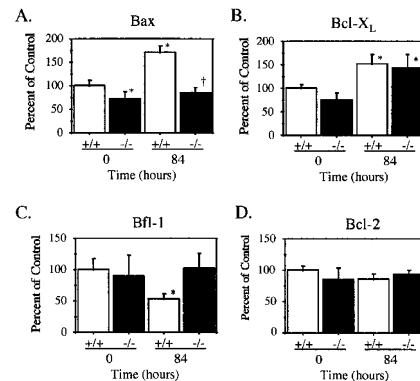 A.
Bax
Percent of Control
200
150
100
50
0
*
*
†
+/+ -/- +/+ -/-
0 84
Time (hours)
B.
Bcl-XL
Percent of Control
200
150
100
50
0
*
*
+/+ -/- +/+ -/-
0 84
Time (hours)
C.
Bfl-1
Percent of Control
150
100
50
0
*
+/+ -/- +/+ -/-
0 84
Time (hours)
D.
Bcl-2
Percent of Control
150
100
50
0
+/+ -/- +/+ -/-
0 84
Time (hours)